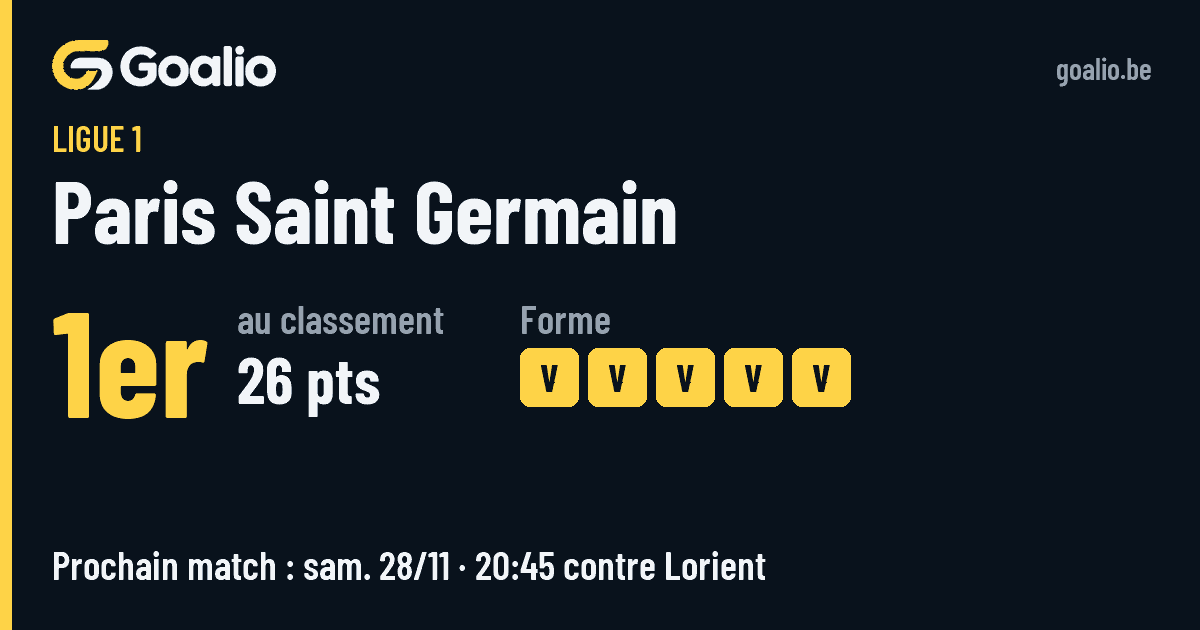 Goalio
goalio.be
LIGUE 1
Paris Saint Germain
1er
au classement
26 pts
Forme
V V V V V
Prochain match : sam. 28/11 · 20:45 contre Lorient